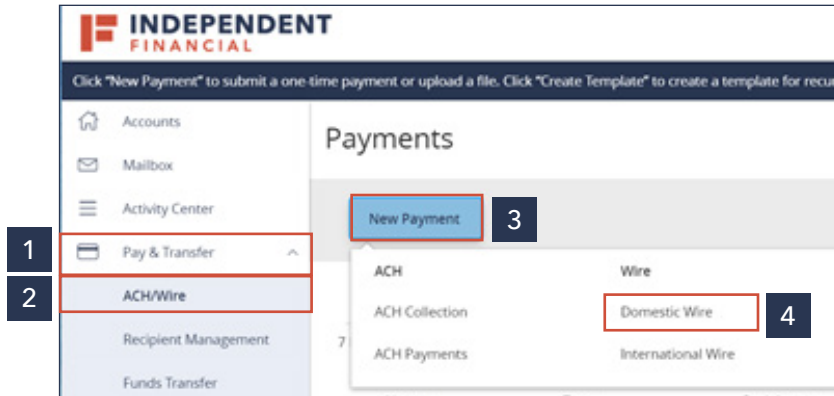 INDEPENDENT
FINANCIAL
Click "New Payment" to submit a one-time payment or upload a file. Click "Create Template" to create a template for recur
Accounts
Mailbox
Activity Center
1
Pay & Transfer
2
ACH/Wire
Recipient Management
Funds Transfer
Payments
New Payment
3
ACH
Wire
ACH Collection
Domestic Wire
4
7
ACH Payments
International Wire